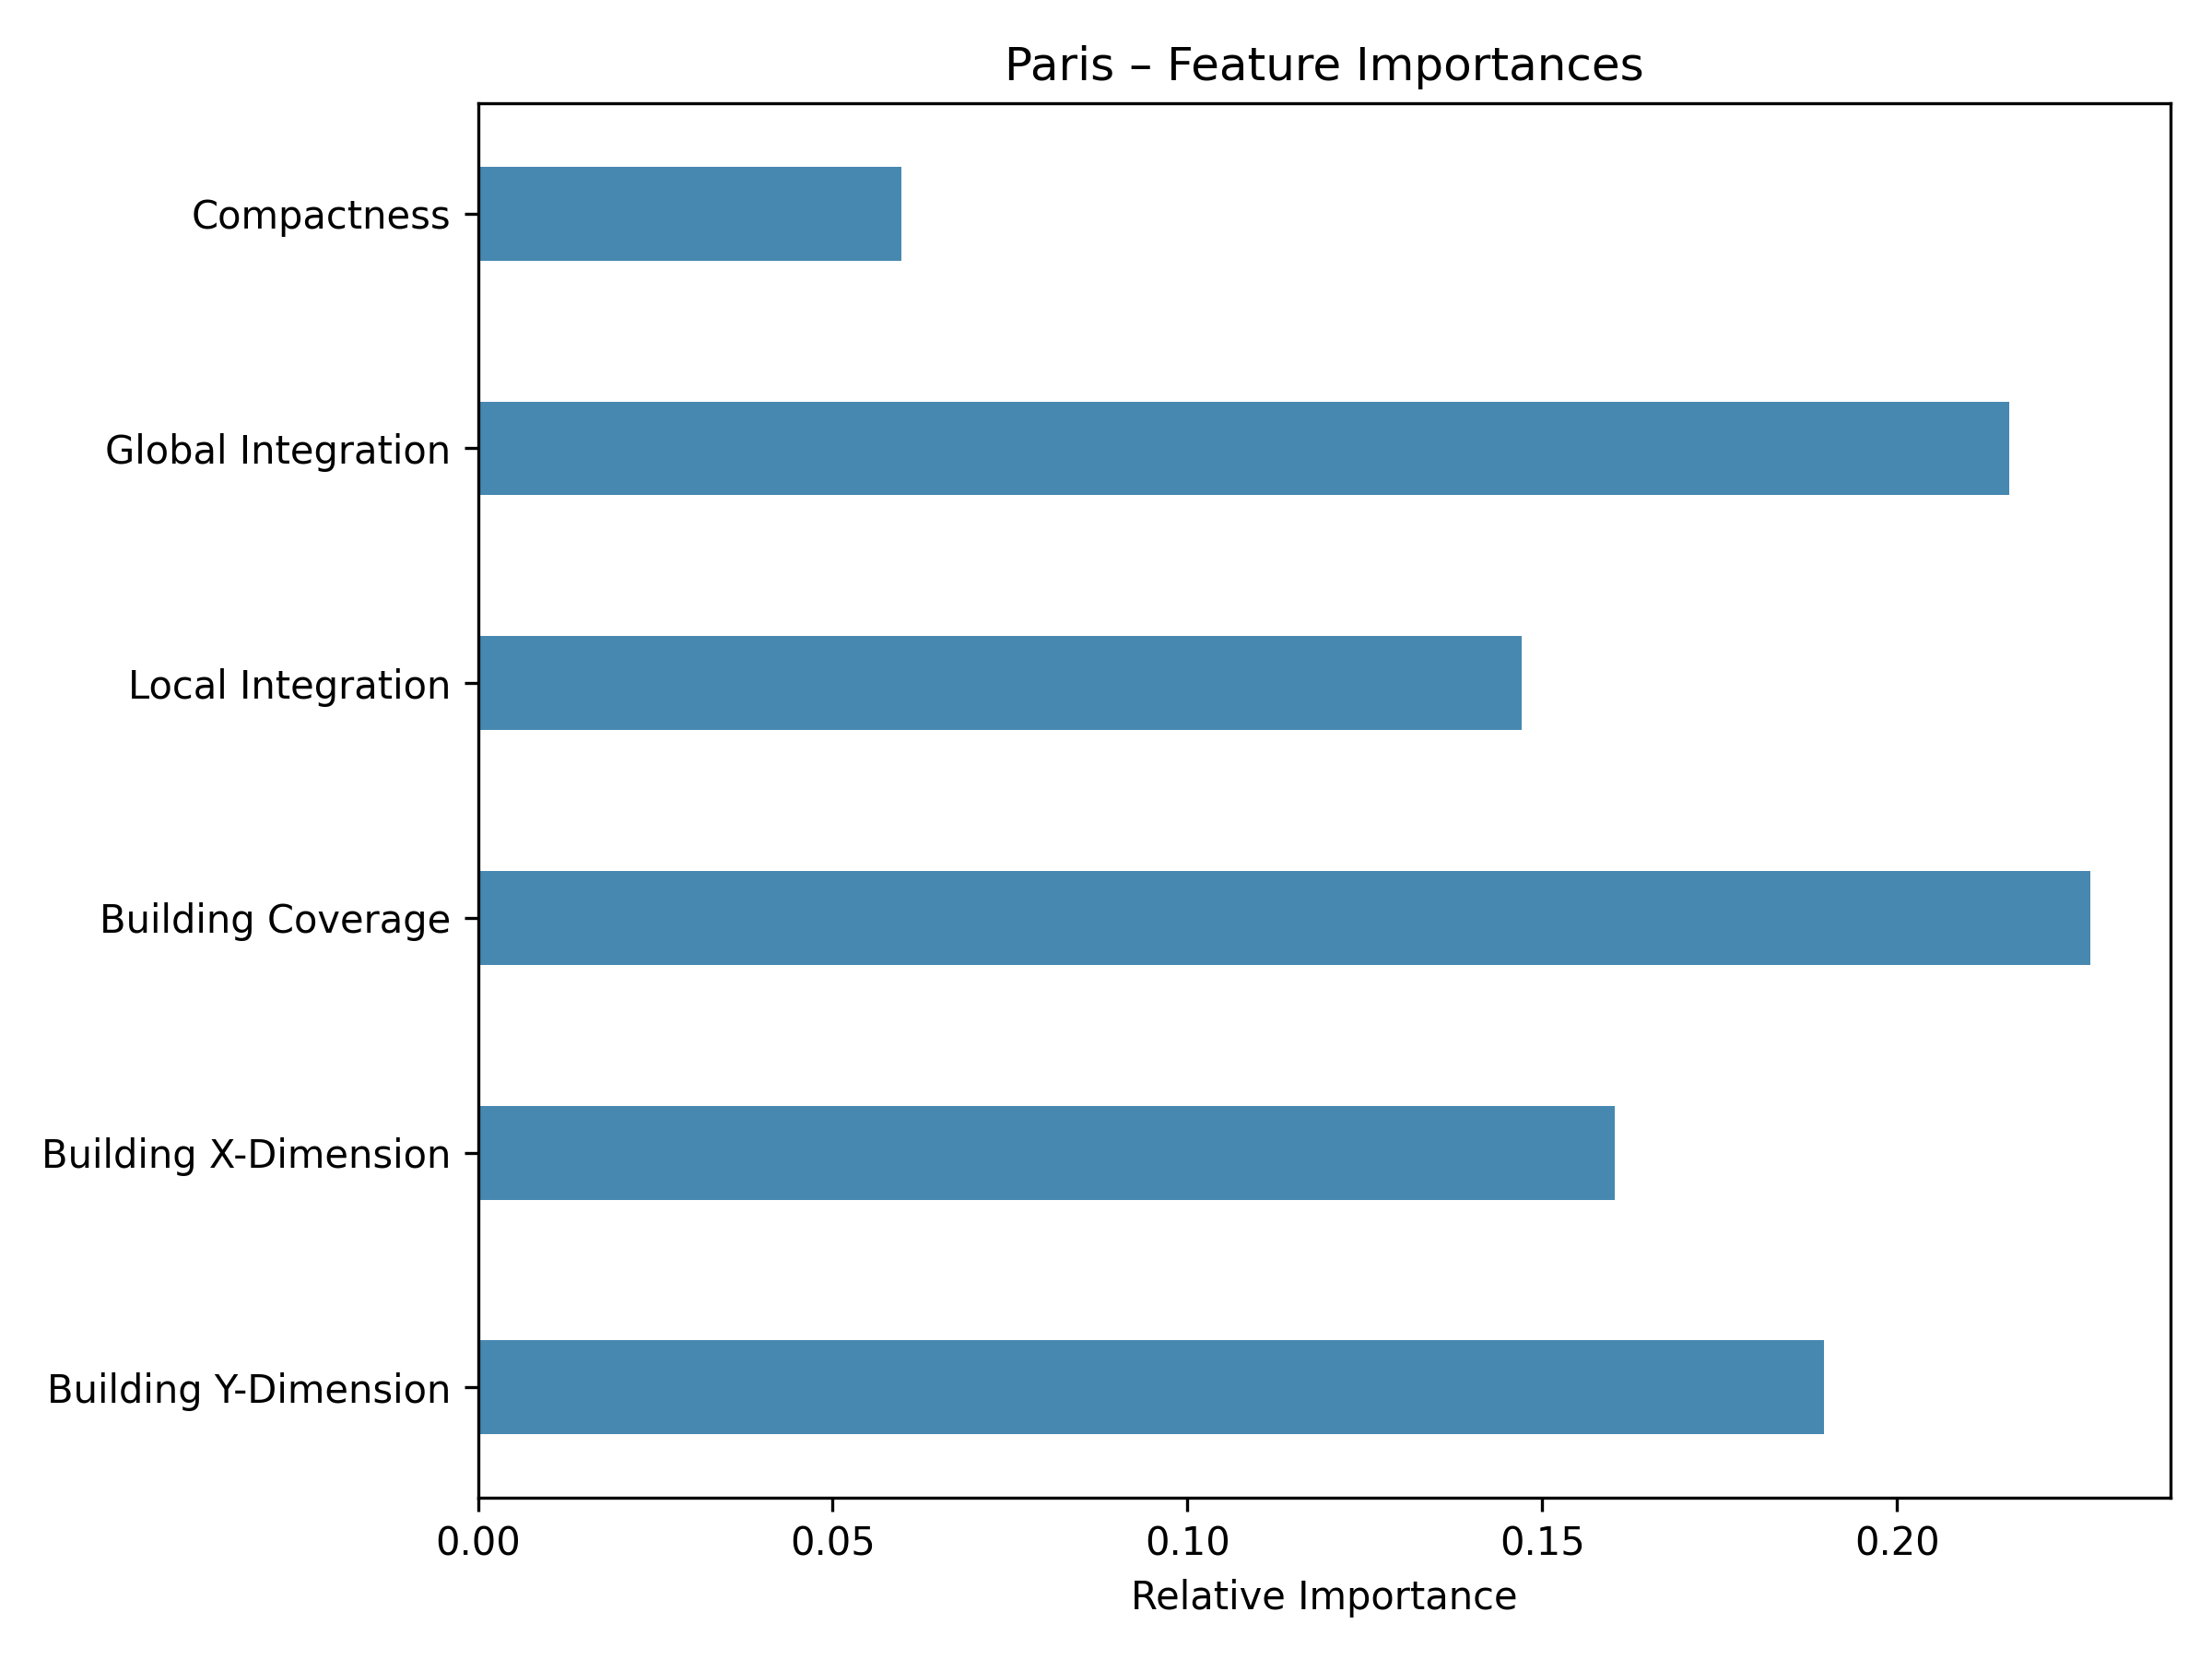 Paris – Feature Importances
Compactness
Global Integration
Local Integration
Building Coverage
Building X-Dimension
Building Y-Dimension
0.00 0.05 0.10 0.15 0.20
Relative Importance